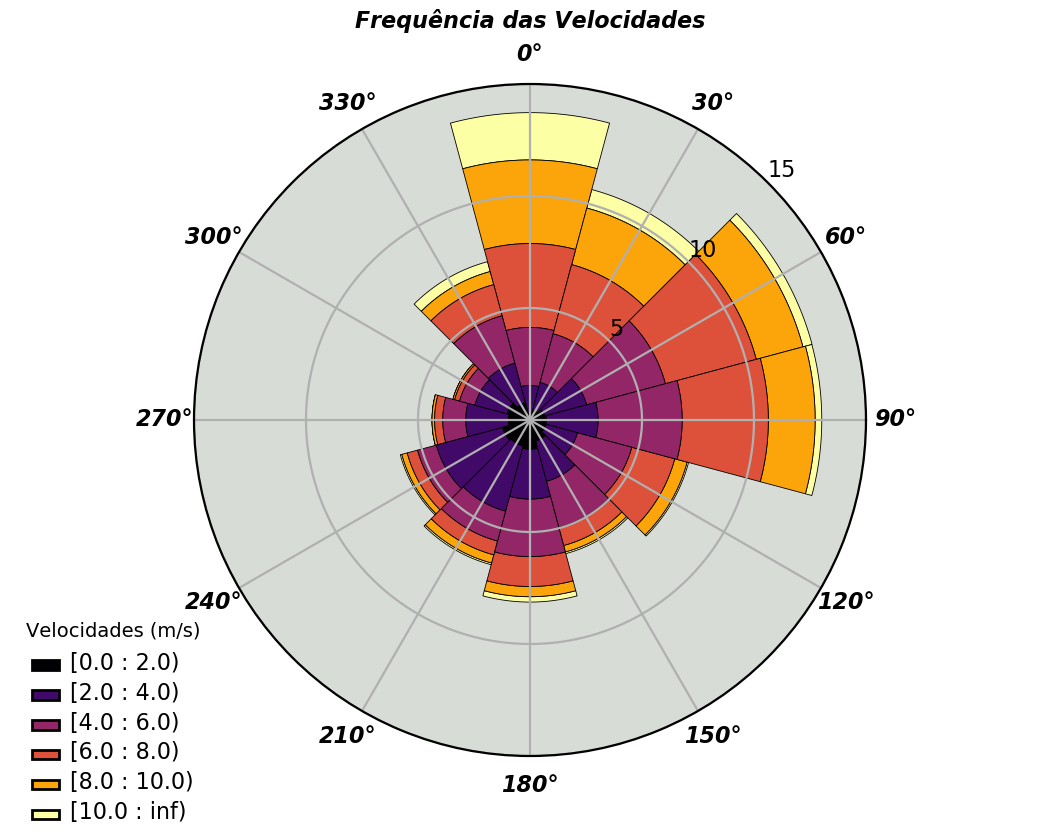 Frequência das Velocidades
0°
330°
30°
15
300°
60°
10
5
270°
90°
240°
120°
210°
150°
180°
Velocidades (m/s)
[0.0 : 2.0)
[2.0 : 4.0)
[4.0 : 6.0)
[6.0 : 8.0)
[8.0 : 10.0)
[10.0 : inf)